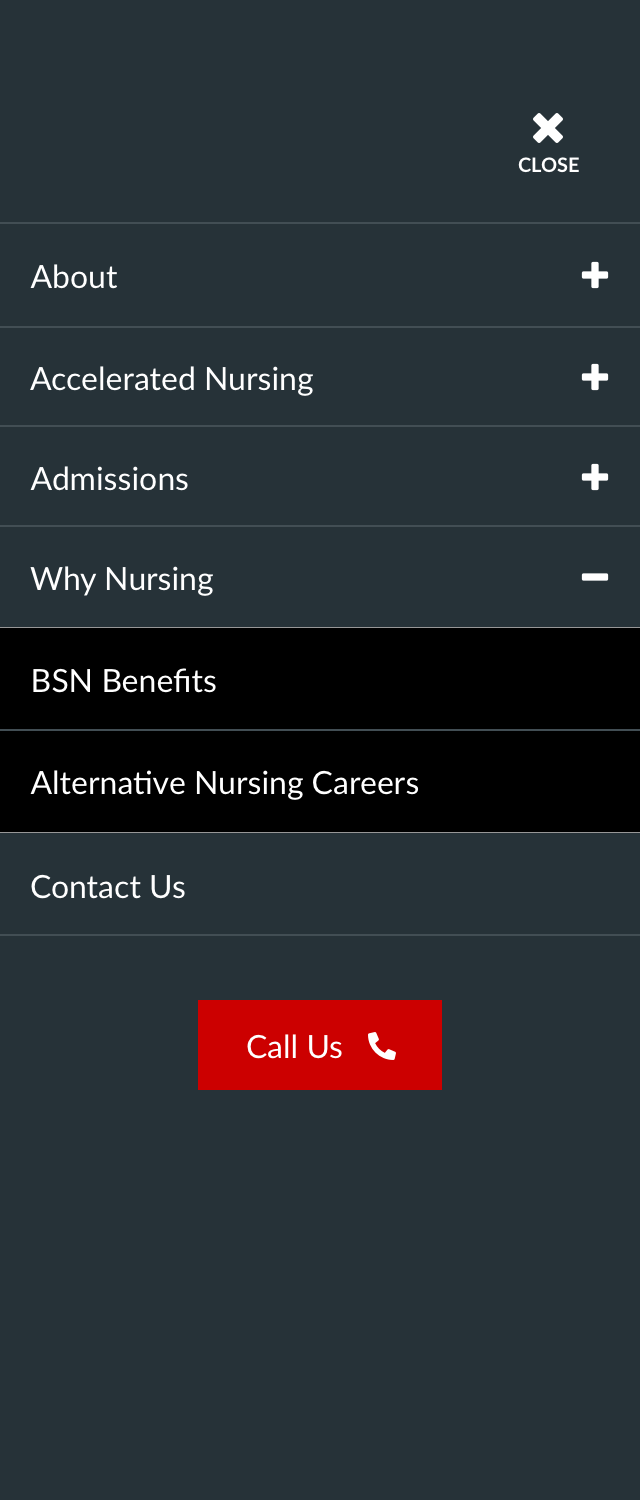 CLOSE
About
Accelerated Nursing
Admissions
Why Nursing
BSN Benefits
Alternative Nursing Careers
Contact Us
Call Us